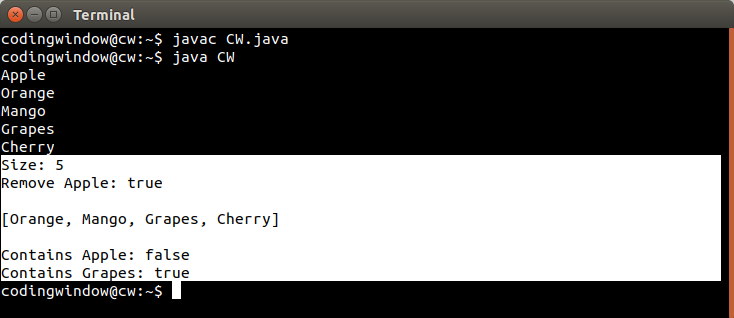 Terminal
codingwindow@cw:~$ javac CW.java
codingwindow@cw:~$ java CW
Apple
Orange
Mango
Grapes
Cherry
Size: 5
Remove Apple: true
[Orange, Mango, Grapes, Cherry]
Contains Apple: false
Contains Grapes: true
codingwindow@cw:~$